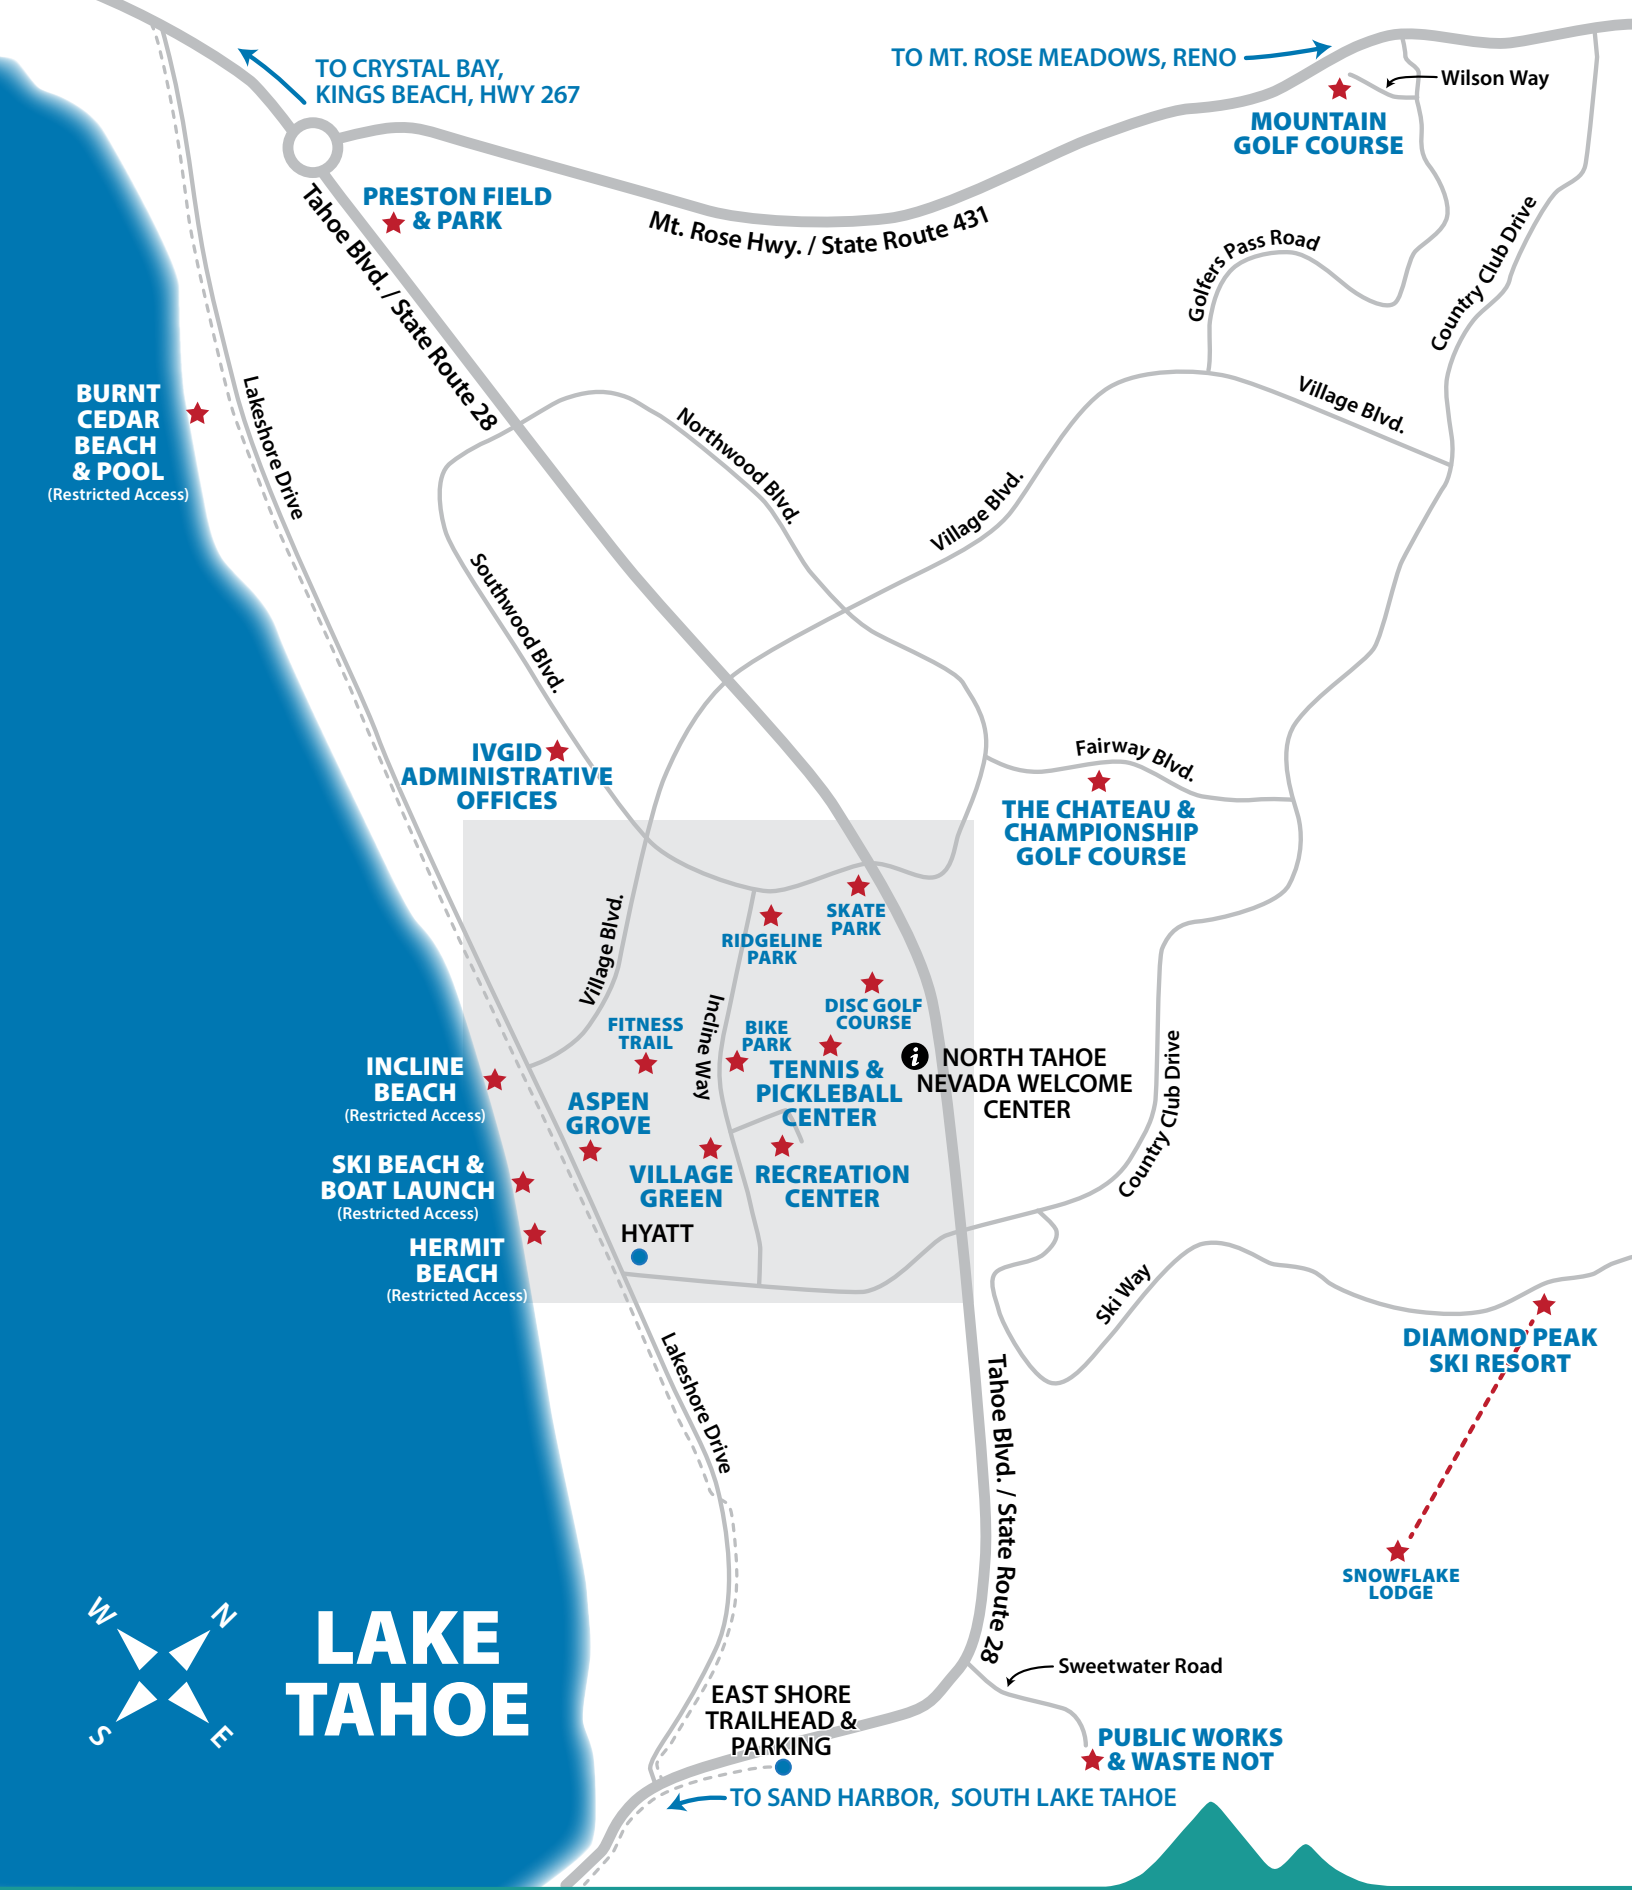 TO CRYSTAL BAY,
KINGS BEACH, HWY 267
TO MT. ROSE MEADOWS, RENO
Wilson Way
MOUNTAIN
GOLF COURSE
PRESTON FIELD
& PARK
Tahoe Blvd. / State Route 28
Mt. Rose Hwy. / State Route 431
Golfers Pass Road
Country Club Drive
Village Blvd.
BURNT
CEDAR
BEACH
& POOL
(Restricted Access)
Lakeshore Drive
Northwood Blvd.
Village Blvd.
Southwood Blvd.
IVGID
ADMINISTRATIVE
OFFICES
Fairway Blvd.
THE CHATEAU &
CHAMPIONSHIP
GOLF COURSE
Village Blvd.
SKATE
PARK
RIDGELINE
PARK
DISC GOLF
COURSE
FITNESS
TRAIL
Incline Way
BIKE
PARK
TENNIS &
PICKLEBALL
CENTER
i
NORTH TAHOE
NEVADA WELCOME
CENTER
Country Club Drive
INCLINE
BEACH
(Restricted Access)
ASPEN
GROVE
SKI BEACH &
BOAT LAUNCH
(Restricted Access)
VILLAGE
GREEN
RECREATION
CENTER
HYATT
HERMIT
BEACH
(Restricted Access)
Ski Way
DIAMOND PEAK
SKI RESORT
Lakeshore Drive
Tahoe Blvd. / State Route 28
SNOWFLAKE
LODGE
W
N
S
E
LAKE
TAHOE
Sweetwater Road
EAST SHORE
TRAILHEAD &
PARKING
PUBLIC WORKS
& WASTE NOT
TO SAND HARBOR, SOUTH LAKE TAHOE